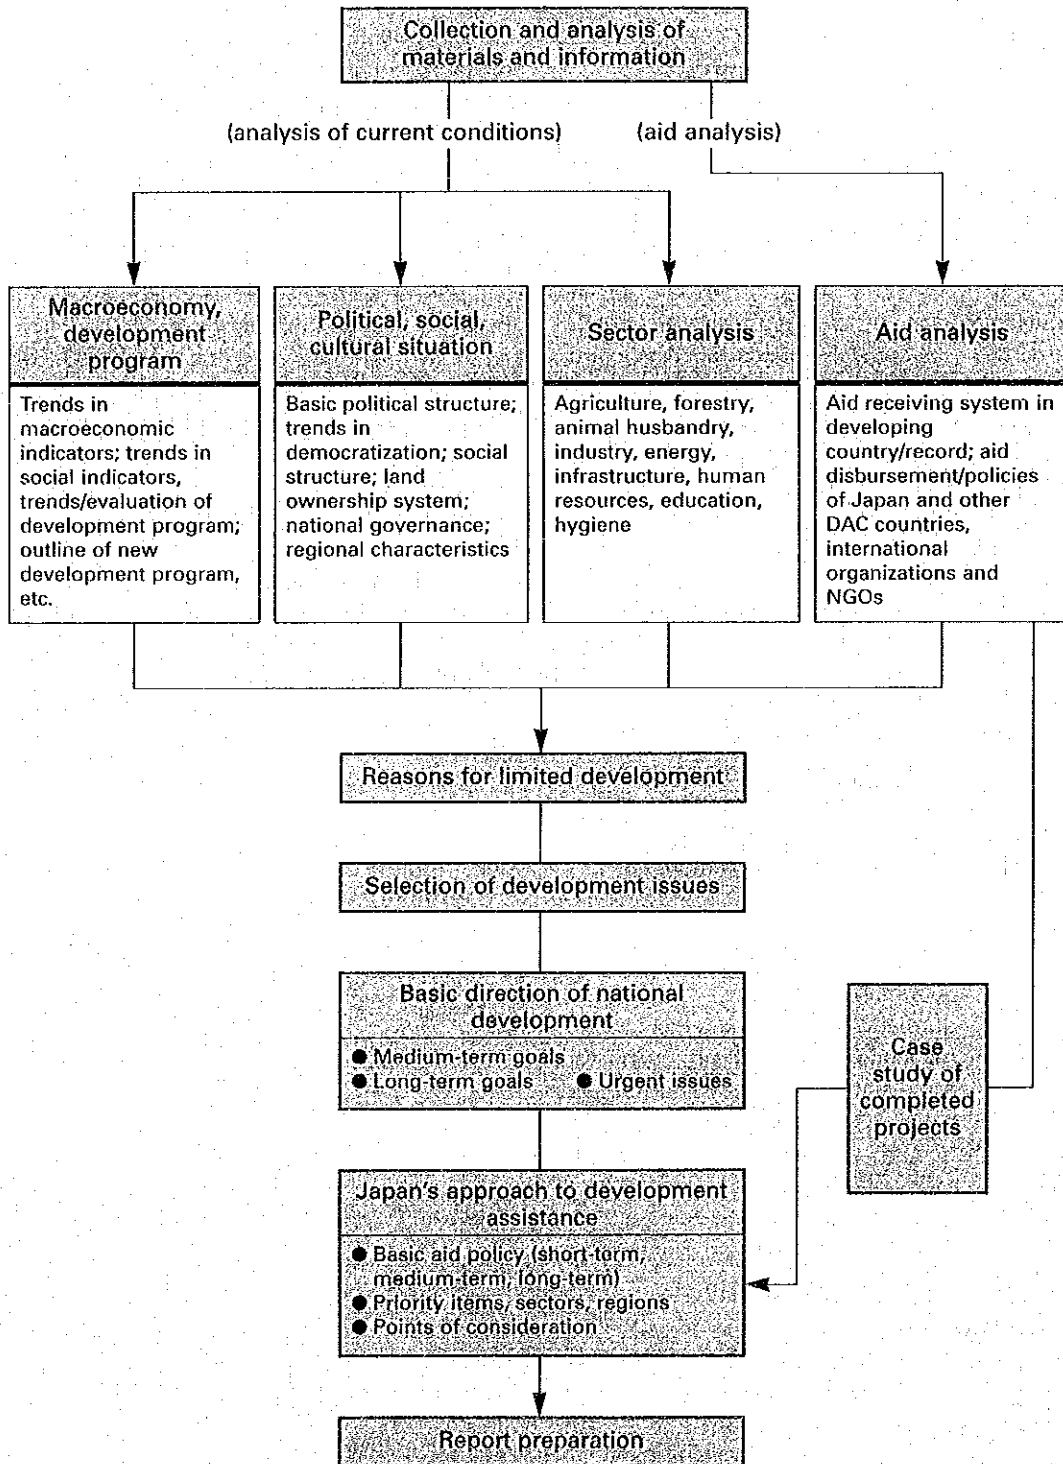 Collection and analysis of
materials and information
(analysis of current conditions)
(aid analysis)
Macroeconomy,
development
program
Trends in
macroeconomic
indicators; trends in
social indicators,
trends/evaluation of
development program;
outline of new
development program,
etc.
Political, social,
cultural situation
Basic political structure;
trends in
democratization; social
structure; land
ownership system;
national governance;
regional characteristics
Sector analysis
Agriculture, forestry,
animal husbandry,
industry, energy,
infrastructure, human
resources, education,
hygiene
Aid analysis
Aid receiving system in
developing
country/record; aid
disbursement/policies
of Japan and other
DAC countries,
international
organizations and
NGOs
Reasons for limited development
Selection of development issues
Basic direction of national
development
● Medium-term goals
● Long-term goals ● Urgent issues
Case
study of
completed
projects
Japan's approach to development
assistance
● Basic aid policy (short-term,
medium-term, long-term)
● Priority items, sectors, regions
● Points of consideration
Report preparation